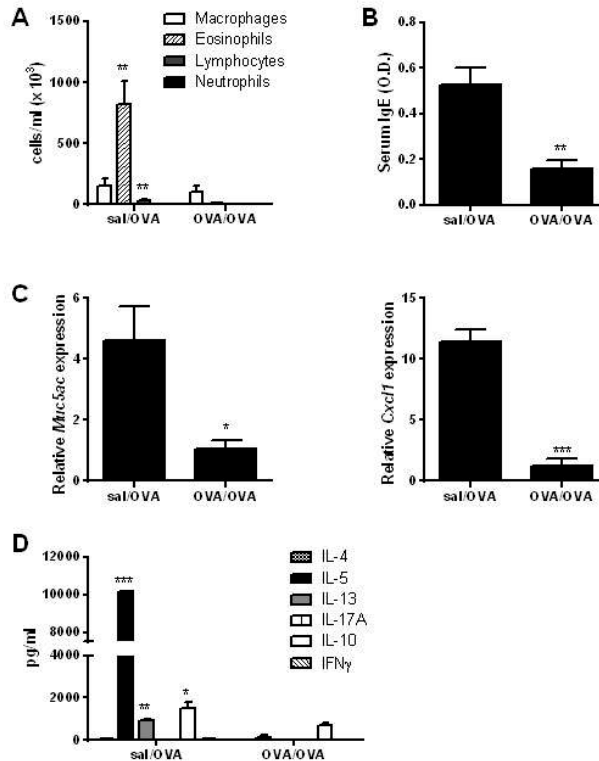 A
Macrophages
Eosinophils
Lymphocytes
Neutrophils
cells/ml (x 10³)
1500
1000
500
0
**
**
sal/OVA
OVA/OVA
B
Serum IgE (O.D.)
0.8
0.6
0.4
0.2
0.0
**
sal/OVA
OVA/OVA
C
Relative Muc5ac expression
6
4
2
0
*
sal/OVA
OVA/OVA
Relative Cxcl1 expression
15
10
5
0
***
sal/OVA
OVA/OVA
D
IL-4
IL-5
IL-13
IL-17A
IL-10
IFNγ
pg/ml
12000
10000
4000
2000
0
***
**
*
sal/OVA
OVA/OVA